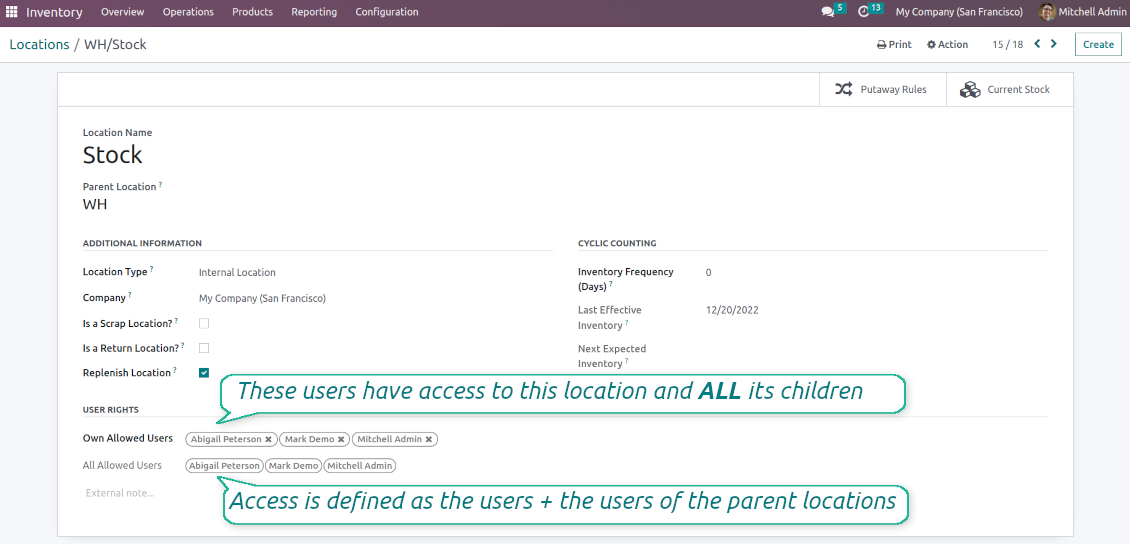 Inventory Overview Operations Products Reporting Configuration 5 13 My Company (San Francisco) Mitchell Admin
Locations / WH/Stock Print Action 15 / 18 Create
Putaway Rules Current Stock
Location Name
Stock
Parent Location ?
WH
ADDITIONAL INFORMATION
Location Type ? Internal Location
Company ? My Company (San Francisco)
Is a Scrap Location? ?
Is a Return Location? ?
Replenish Location ?
CYCLIC COUNTING
Inventory Frequency 0
(Days) ?
Last Effective 12/20/2022
Inventory ?
Next Expected
Inventory ?
These users have access to this location and ALL its children
USER RIGHTS
Own Allowed Users Abigail Peterson × Mark Demo × Mitchell Admin ×
All Allowed Users Abigail Peterson Mark Demo Mitchell Admin
External note...
Access is defined as the users + the users of the parent locations